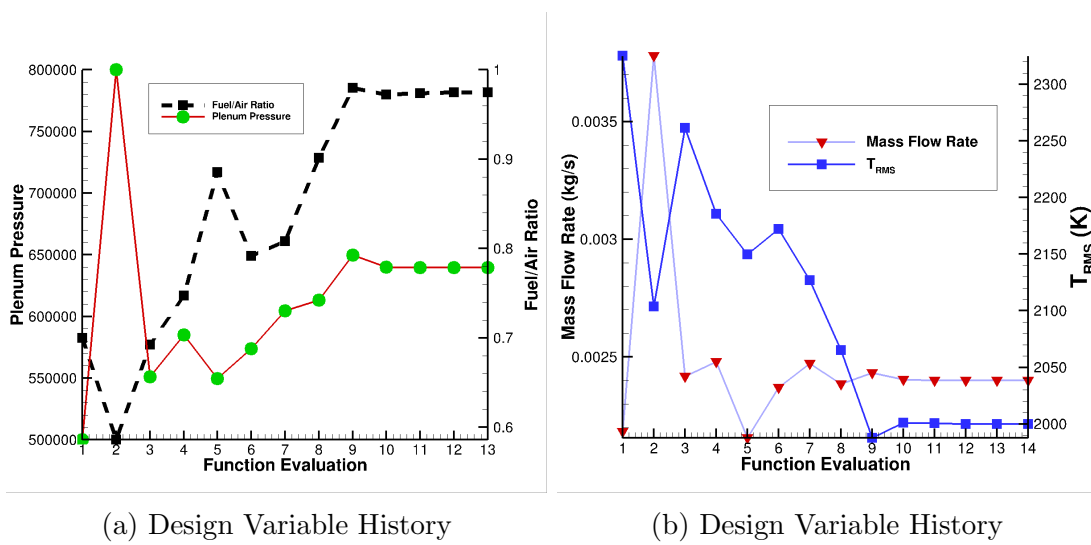 800000
750000
700000
650000
600000
550000
500000
Plenum Pressure
Fuel/Air Ratio
Plenum Pressure
1
0.9
0.8
0.7
0.6
Fuel/Air Ratio
1 2 3 4 5 6 7 8 9 10 11 12 13
Function Evaluation
(a) Design Variable History
0.0035
0.003
0.0025
Mass Flow Rate (kg/s)
Mass Flow Rate
T_RMS
2300
2250
2200
2150
2100
2050
2000
T_RMS (K)
1 2 3 4 5 6 7 8 9 10 11 12 13 14
Function Evaluation
(b) Design Variable History